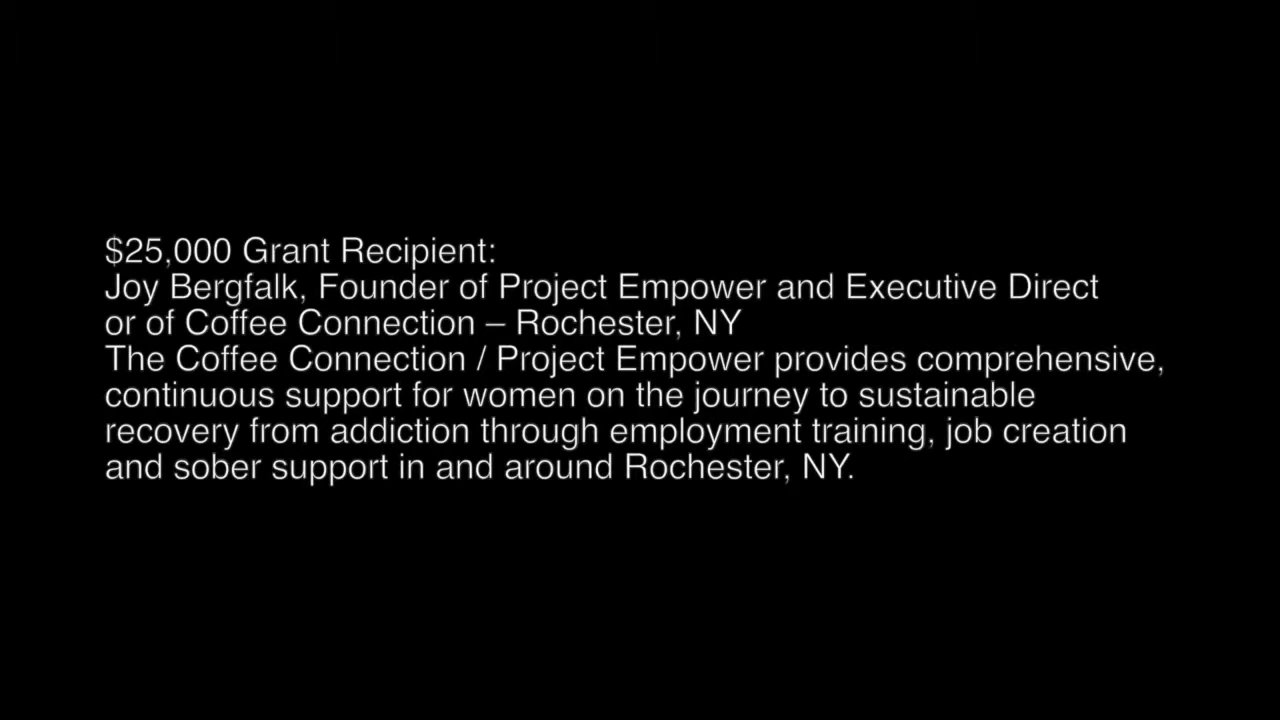 $25,000 Grant Recipient:
Joy Bergfalk, Founder of Project Empower and Executive Direct
or of Coffee Connection – Rochester, NY
The Coffee Connection / Project Empower provides comprehensive,
continuous support for women on the journey to sustainable
recovery from addiction through employment training, job creation
and sober support in and around Rochester, NY.